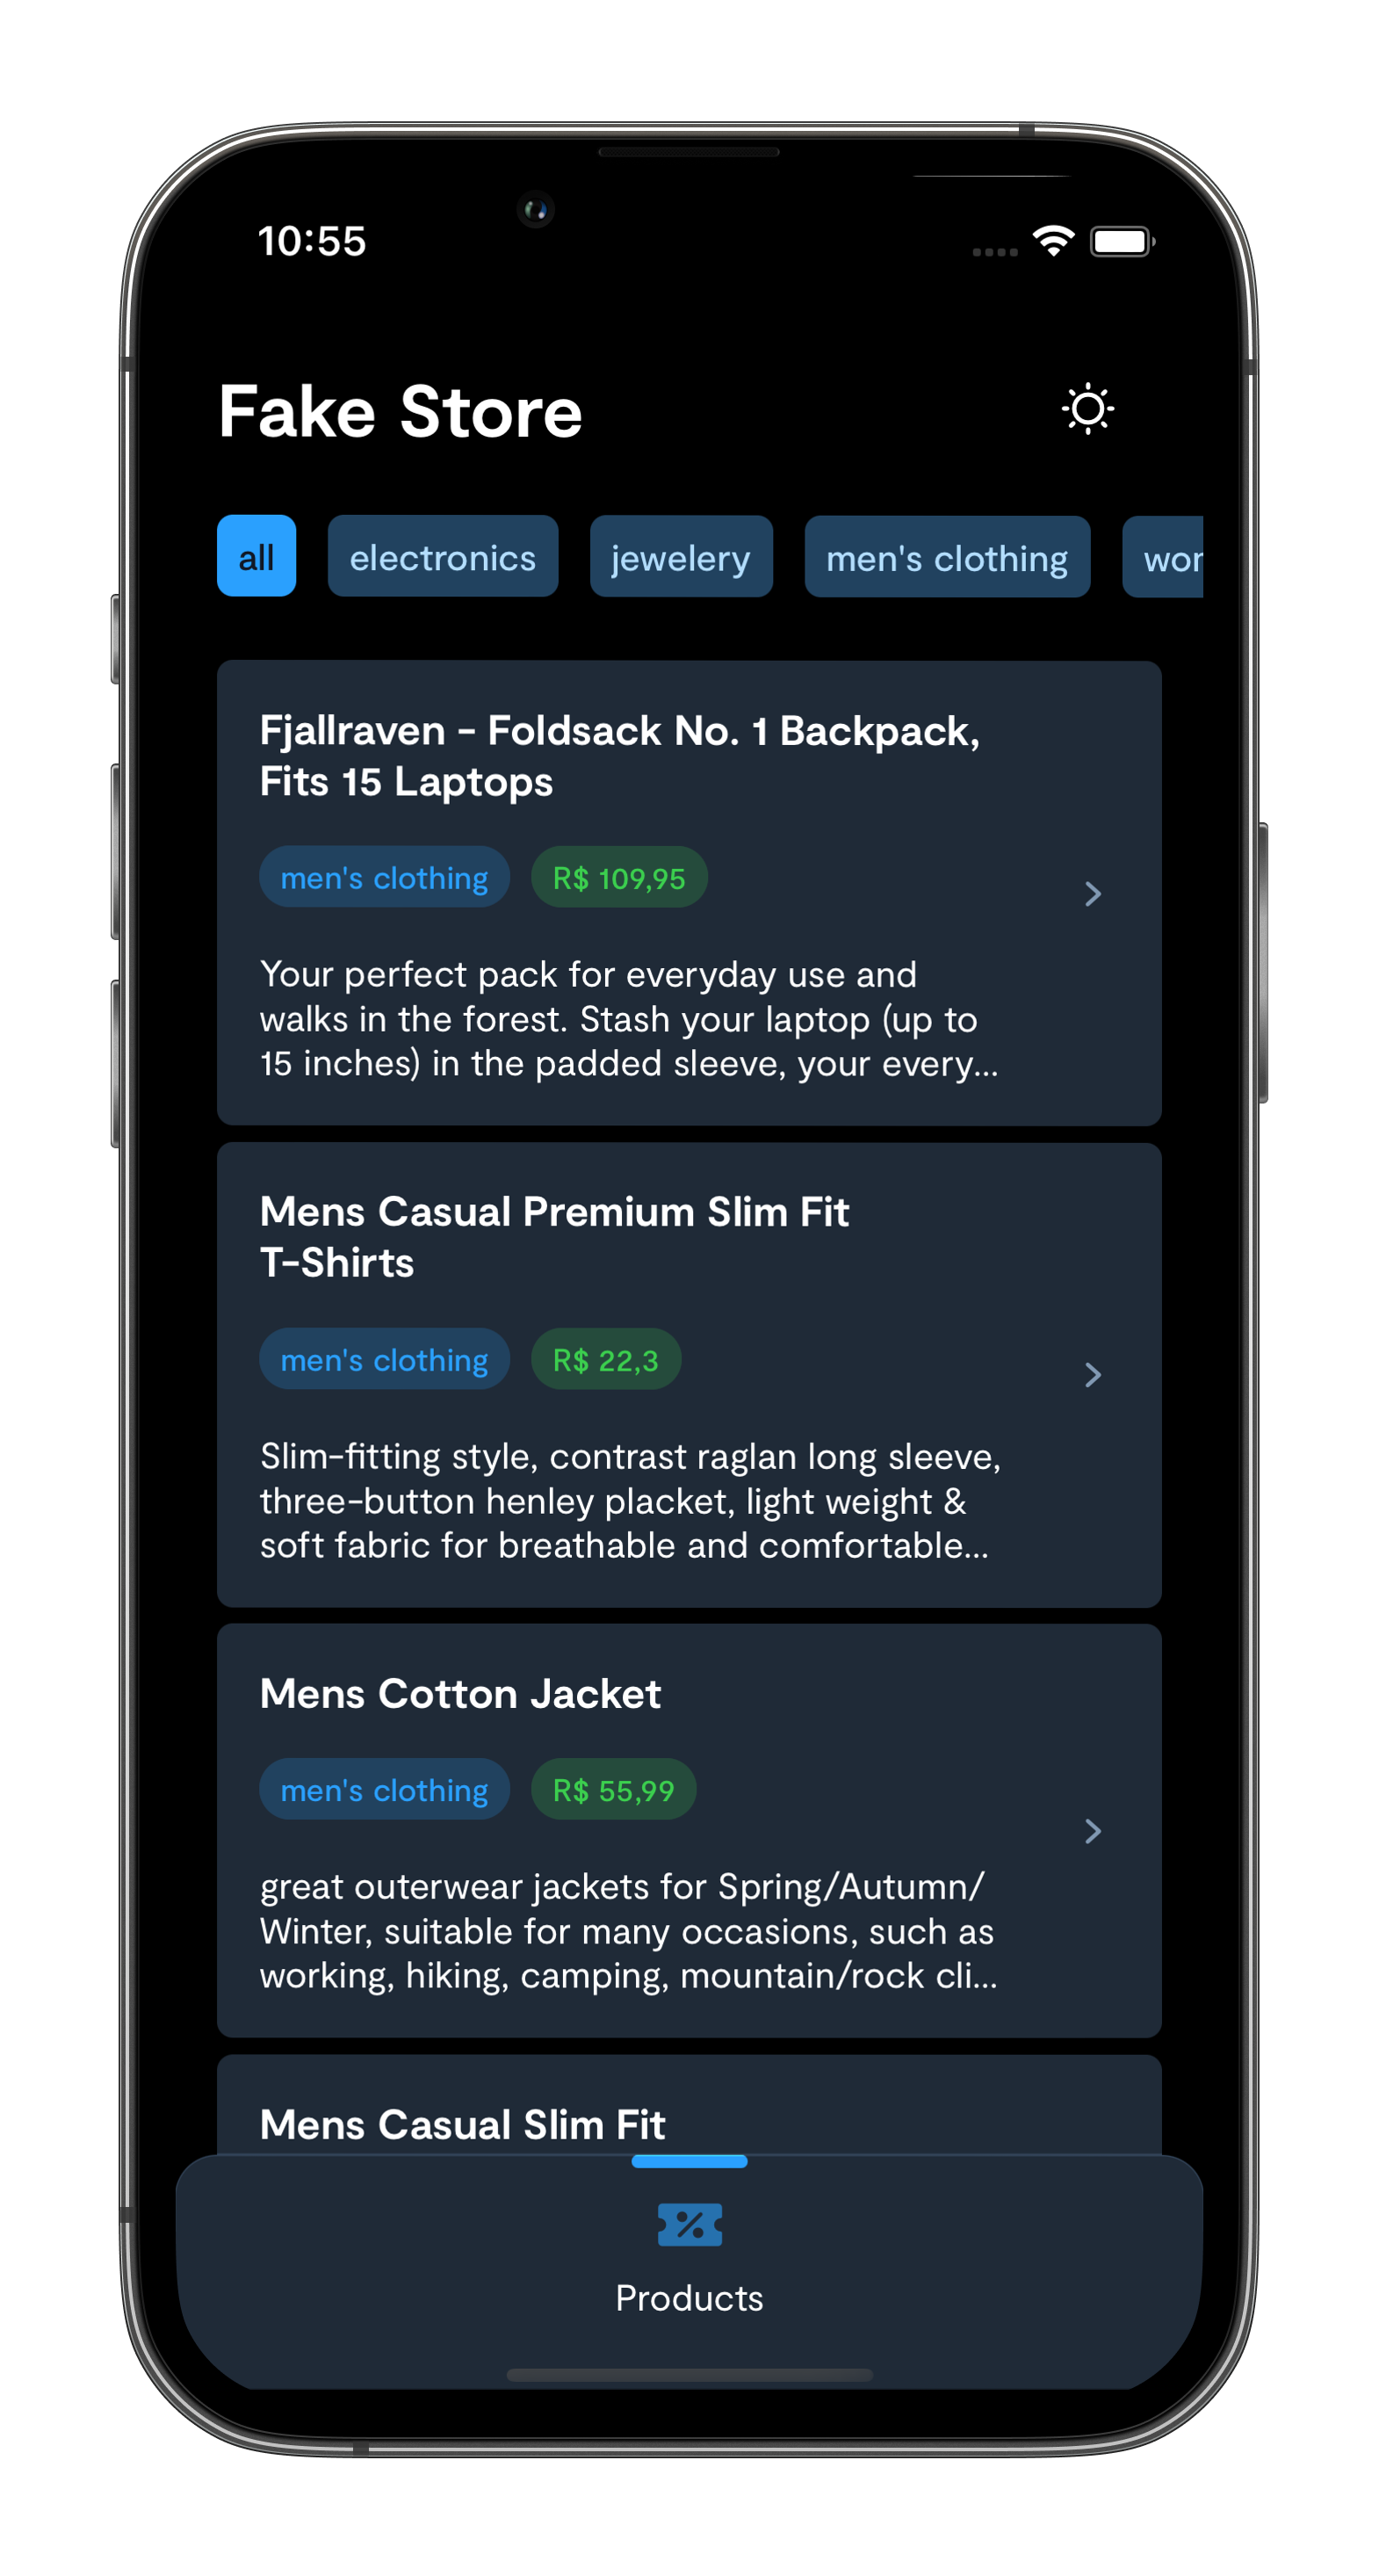 10:55
Fake Store
all electronics jewelery men's clothing
Fjallraven - Foldsack No. 1 Backpack,
Fits 15 Laptops
men's clothing R$ 109,95
Your perfect pack for everyday use and
walks in the forest. Stash your laptop (up to
15 inches) in the padded sleeve, your every...
Mens Casual Premium Slim Fit
T-Shirts
men's clothing R$ 22,3
Slim-fitting style, contrast raglan long sleeve,
three-button henley placket, light weight &
soft fabric for breathable and comfortable...
Mens Cotton Jacket
men's clothing R$ 55,99
great outerwear jackets for Spring/Autumn/
Winter, suitable for many occasions, such as
working, hiking, camping, mountain/rock cli...
Mens Casual Slim Fit
Products